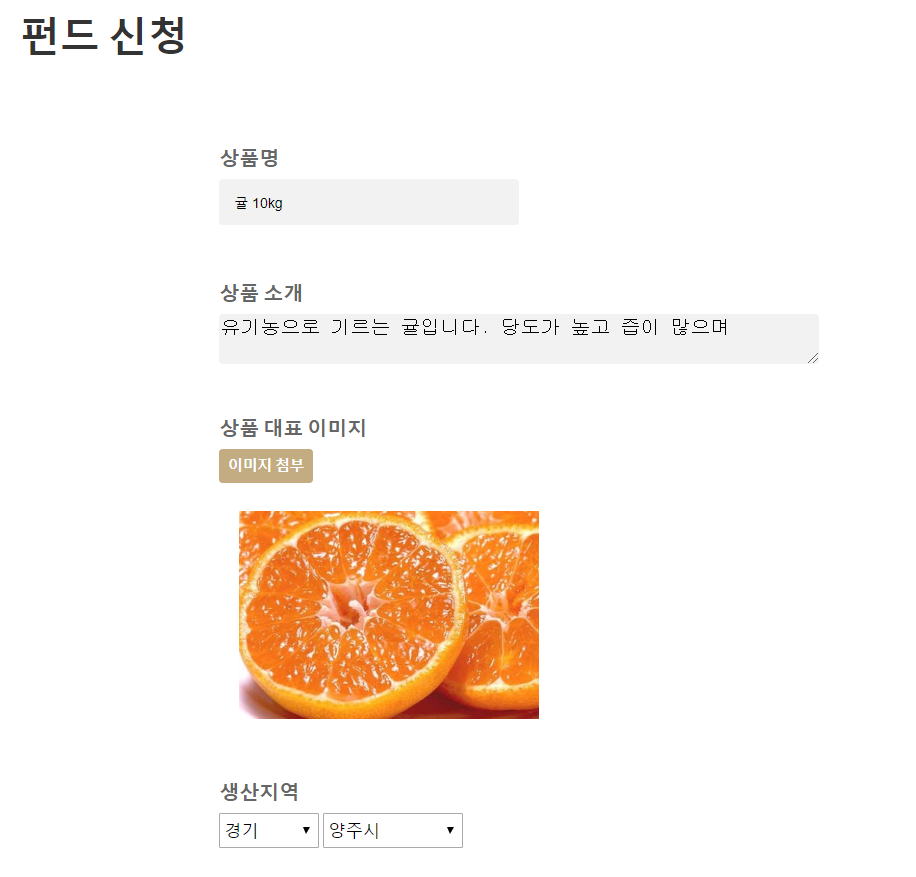 펀드 신청
상품명
귤 10kg
상품 소개
유기농으로 기르는 귤입니다. 당도가 높고 즙이 많으며
상품 대표 이미지
이미지 첨부
생산지역
경기 양주시